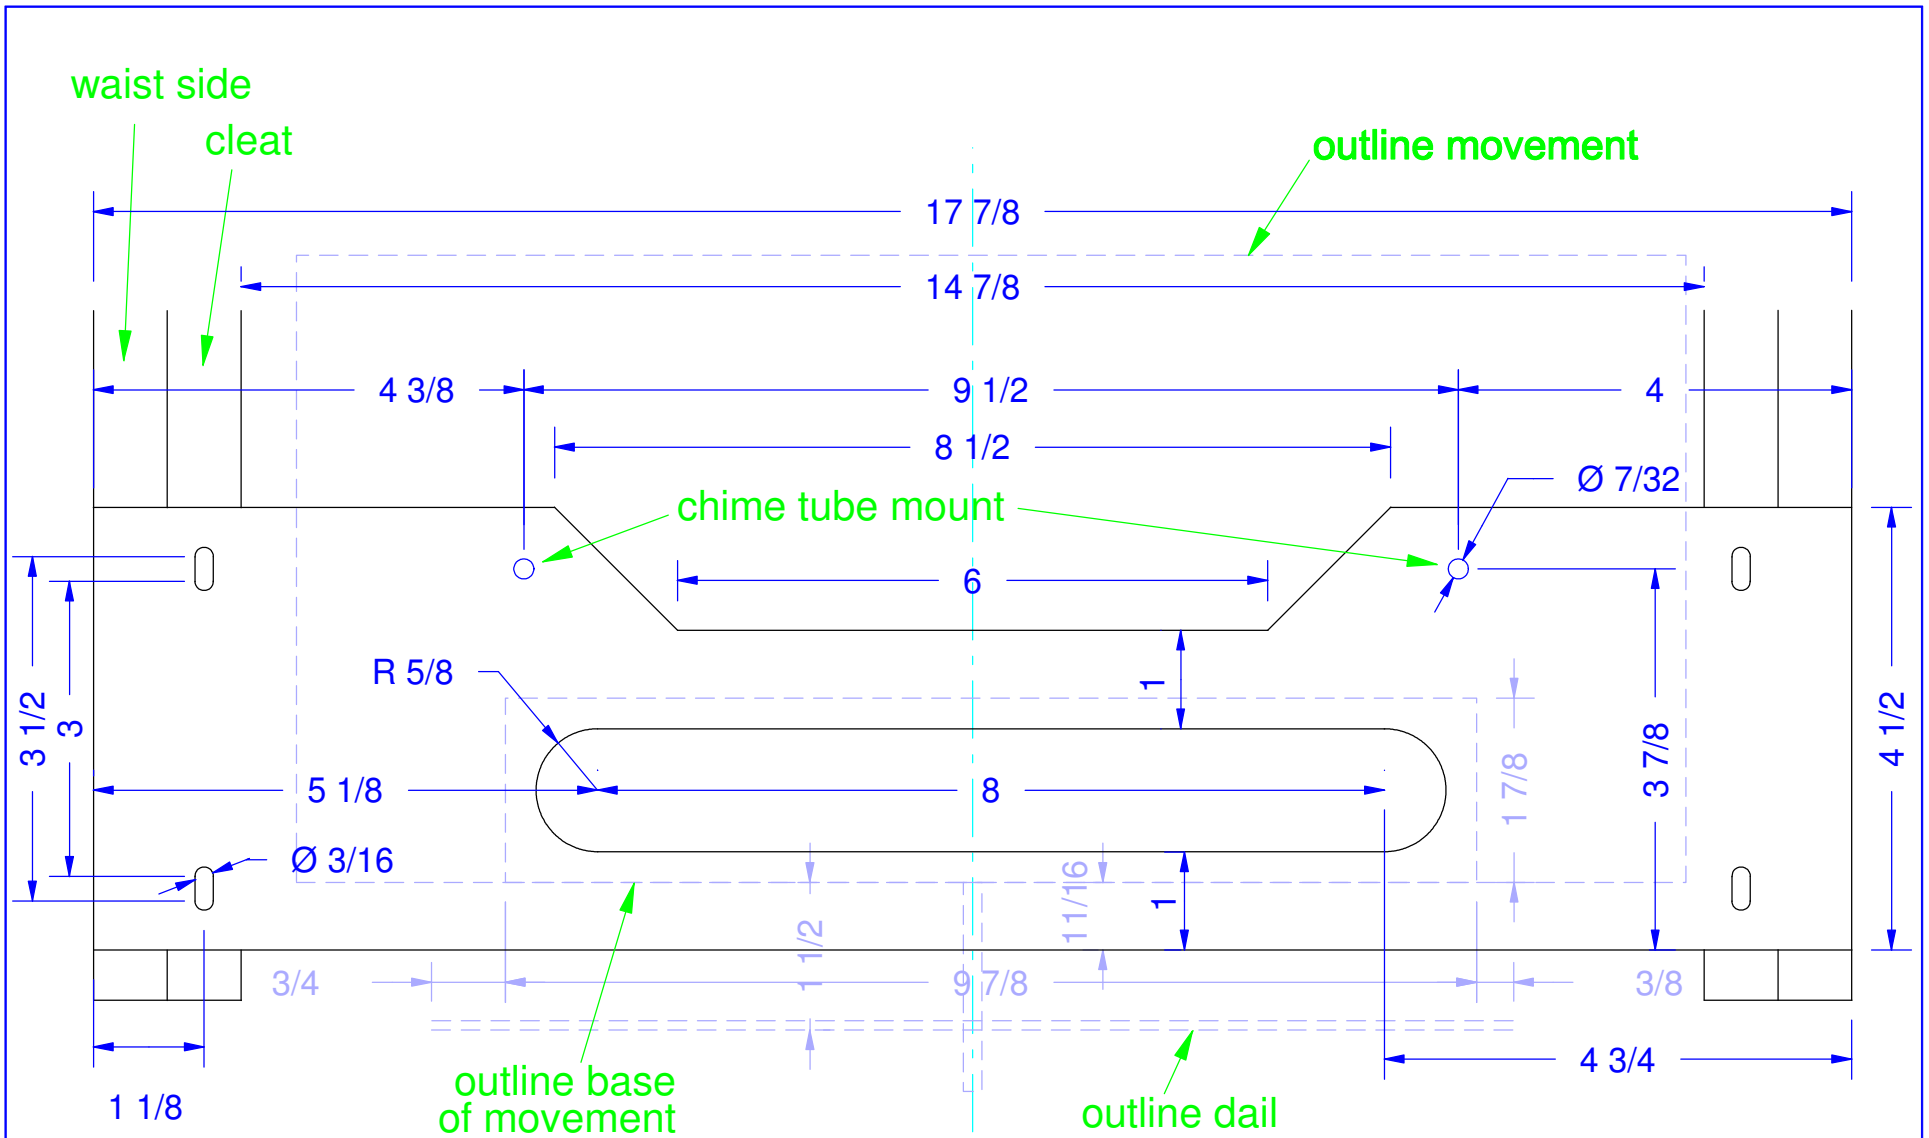 waist side
cleat
outline movement
17 7/8
14 7/8
4 3/8
9 1/2
4
8 1/2
Ø 7/32
chime tube mount
6
R 5/8
1
3 1/2
3
5 1/8
8
1 7/8
3 7/8
4 1/2
Ø 3/16
11/16
1
1 1/2
3/4
9 7/8
3/8
4 3/4
outline base
of movement
outline dail
1 1/8